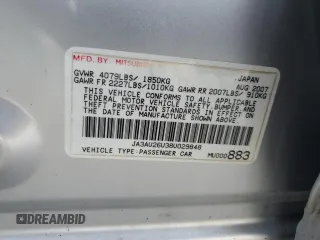 MFD. BY MITSUBISHI
JAPAN
GVWR 4079LBS/ 1850KG AUG 2007
GAWR FR 2227LBS/1010KG GAWR RR 2007LBS/ 910KG
THIS VEHICLE CONFORMS TO ALL APPLICABLE
FEDERAL MOTOR VEHICLE SAFETY, BUMPER AND
THEFT PREVENTION STANDARDS IN EFFECT ON
THE DATE OF MANUFACTURE SHOWN ABOVE.
JA3AU26U38U029848
VEHICLE TYPE: PASSENGER CAR MU000883
DREAMBID
dreambid.com